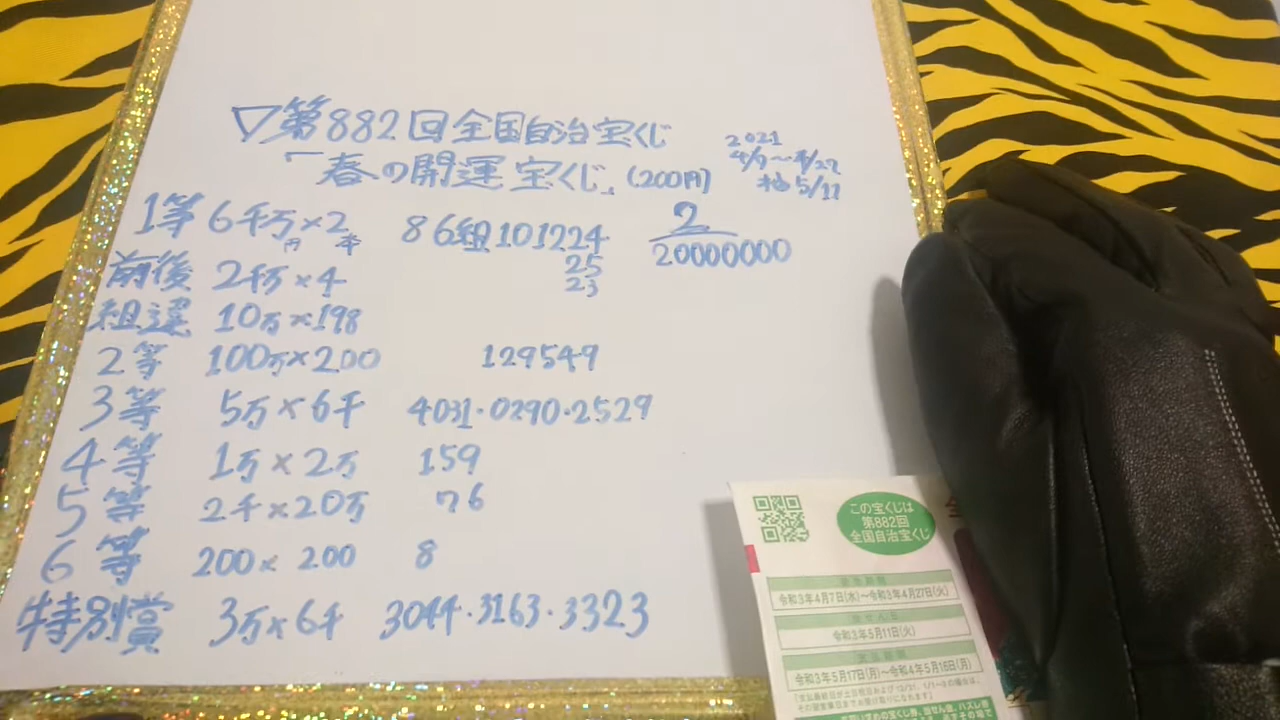 ▽第882回全国自治宝くじ
「春の開運宝くじ」(200円)
2021
4/7～4/27
抽5/11
1等 6千万円×2本 86組101224
25
23
2
20000000
前後 2千万×4
組違 10万×198
2等 100万×200 129549
3等 5万×6千 4031・0290・2529
4等 1万×2万 159
5等 2千×20万 76
6等 200×200 8
特別賞 3万×6千 3044・3163・3323
この宝くじは
第882回
全国自治宝くじ
令和3年4月7日(水)～令和3年4月27日(火)
令和3年5月11日(火)
令和3年5月17日(月)～令和4年5月16日(月)